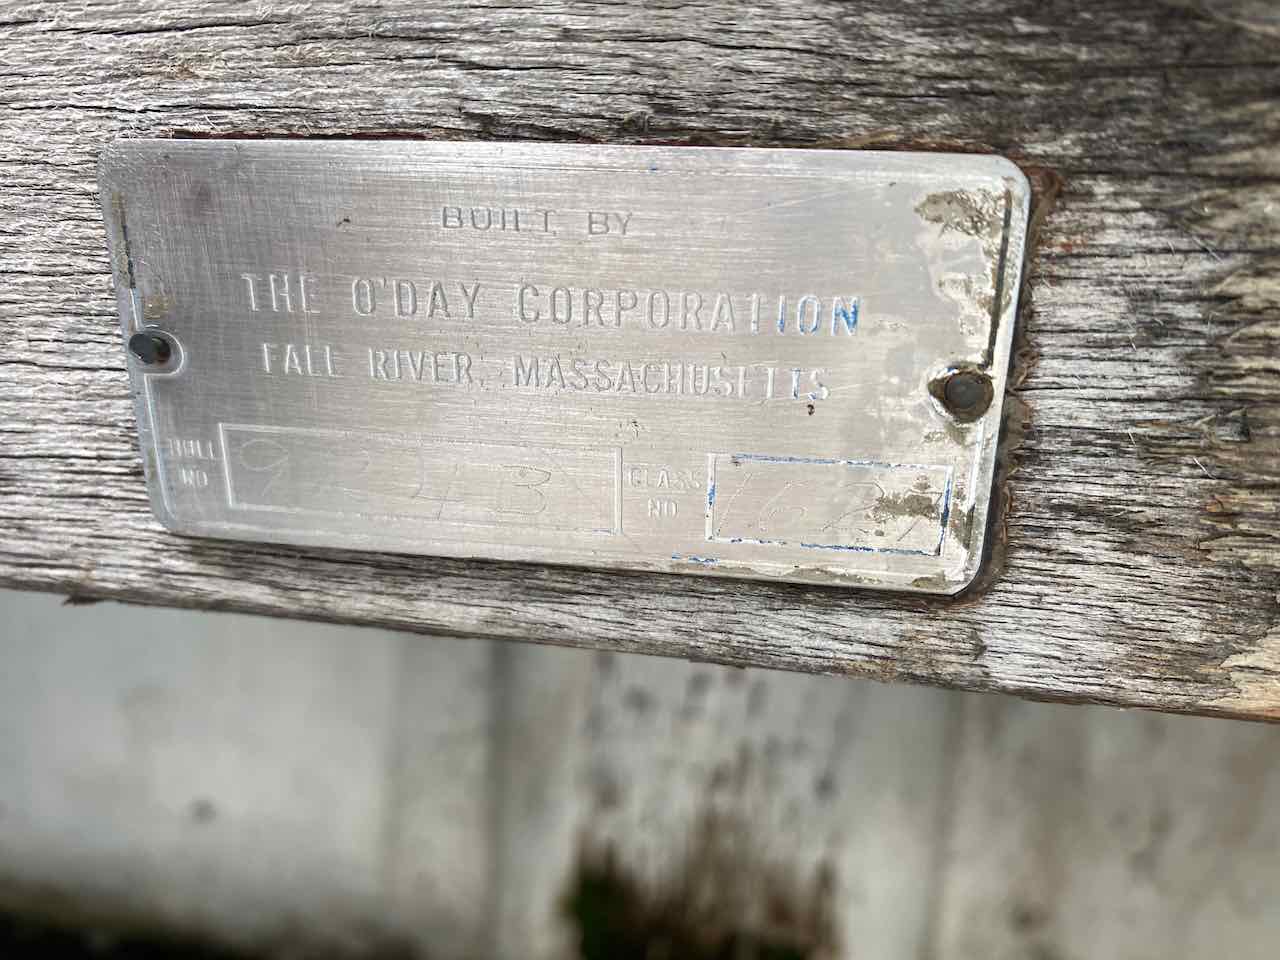 BUILT BY
THE O'DAY CORPORATION
FALL RIVER, MASSACHUSETTS
HULL NO
CLASS NO